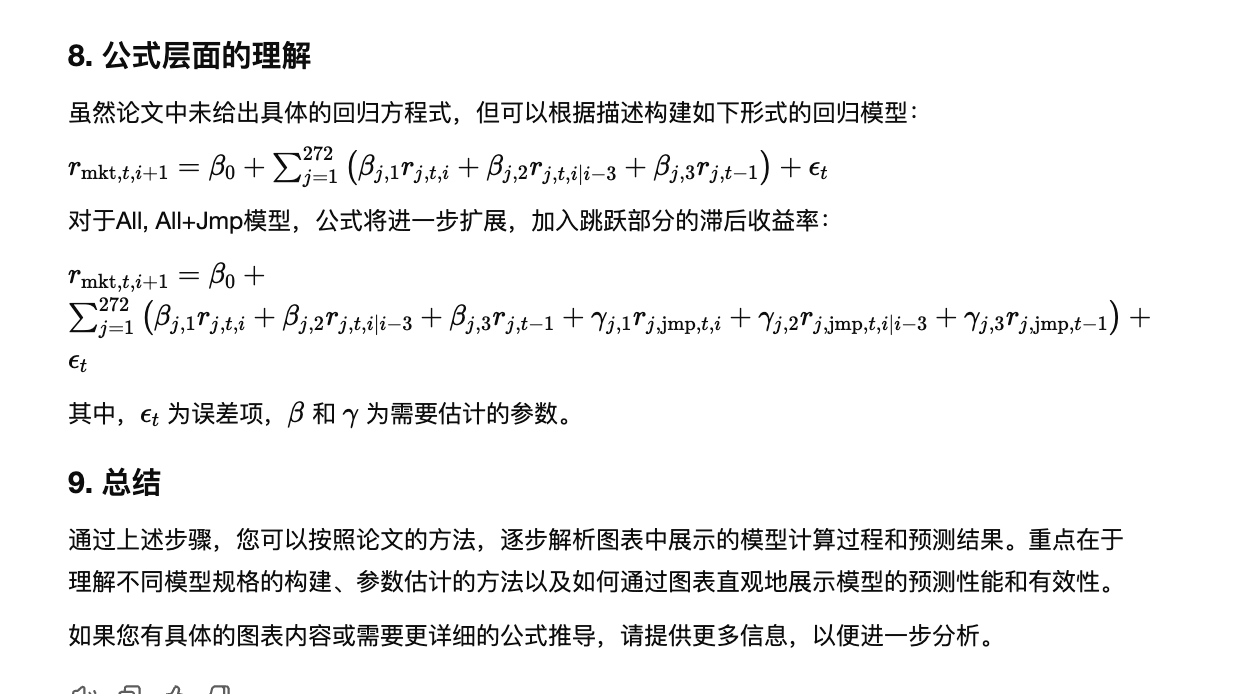 8. 公式层面的理解
虽然论文中未给出具体的回归方程式，但可以根据描述构建如下形式的回归模型：
$r_{\text{mkt},t,i+1} = \beta_0 + \sum_{j=1}^{272} \left( \beta_{j,1} r_{j,t,i} + \beta_{j,2} r_{j,t,i|i-3} + \beta_{j,3} r_{j,t-1} \right) + \epsilon_t$
对于All, All+Jmp模型，公式将进一步扩展，加入跳跃部分的滞后收益率：
$r_{\text{mkt},t,i+1} = \beta_0 +$
$\sum_{j=1}^{272} \left( \beta_{j,1} r_{j,t,i} + \beta_{j,2} r_{j,t,i|i-3} + \beta_{j,3} r_{j,t-1} + \gamma_{j,1} r_{j,\text{jmp},t,i} + \gamma_{j,2} r_{j,\text{jmp},t,i|i-3} + \gamma_{j,3} r_{j,\text{jmp},t-1} \right) +$
$\epsilon_t$
其中，$\epsilon_t$ 为误差项，$\beta$ 和 $\gamma$ 为需要估计的参数。
9. 总结
通过上述步骤，您可以按照论文的方法，逐步解析图表中展示的模型计算过程和预测结果。重点在于
理解不同模型规格的构建、参数估计的方法以及如何通过图表直观地展示模型的预测性能和有效性。
如果您有具体的图表内容或需要更详细的公式推导，请提供更多信息，以便进一步分析。